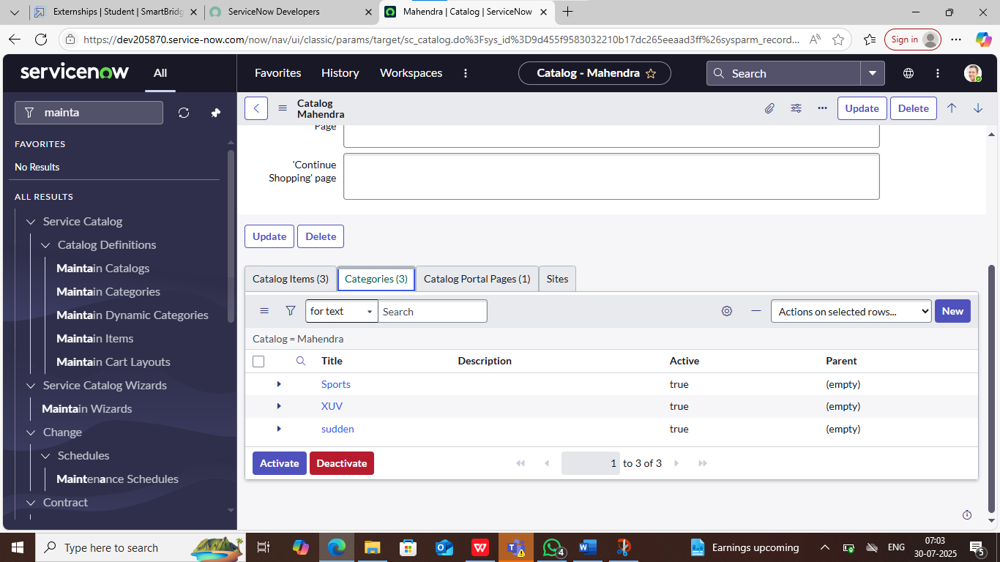 Externships | Student | SmartBridg
ServiceNow Developers
Mahendra | Catalog | ServiceNow
https://dev205870.service-now.com/now/nav/ui/classic/params/target/sc_catalog.do%3Fsys_id%3D9d455f9583032210b17dc265eeaad3ff%26sysparm_record...
A
Sign in
servicenow
All
Favorites
History
Workspaces
Catalog - Mahendra
Search
mainta
FAVORITES
No Results
ALL RESULTS
Service Catalog
Catalog Definitions
Maintain Catalogs
Maintain Categories
Maintain Dynamic Categories
Maintain Items
Maintain Cart Layouts
Service Catalog Wizards
Maintain Wizards
Change
Schedules
Maintenance Schedules
Contract
Catalog
Mahendra
Update
Delete
Page
'Continue
Shopping' page
Update
Delete
Catalog Items (3)
Categories (3)
Catalog Portal Pages (1)
Sites
for text
Search
Actions on selected rows...
New
Catalog = Mahendra
Title Description Active Parent
Sports true (empty)
XUV true (empty)
sudden true (empty)
Activate
Deactivate
1 to 3 of 3
Type here to search
4
Earnings upcoming
ENG
07:03
30-07-2025
5